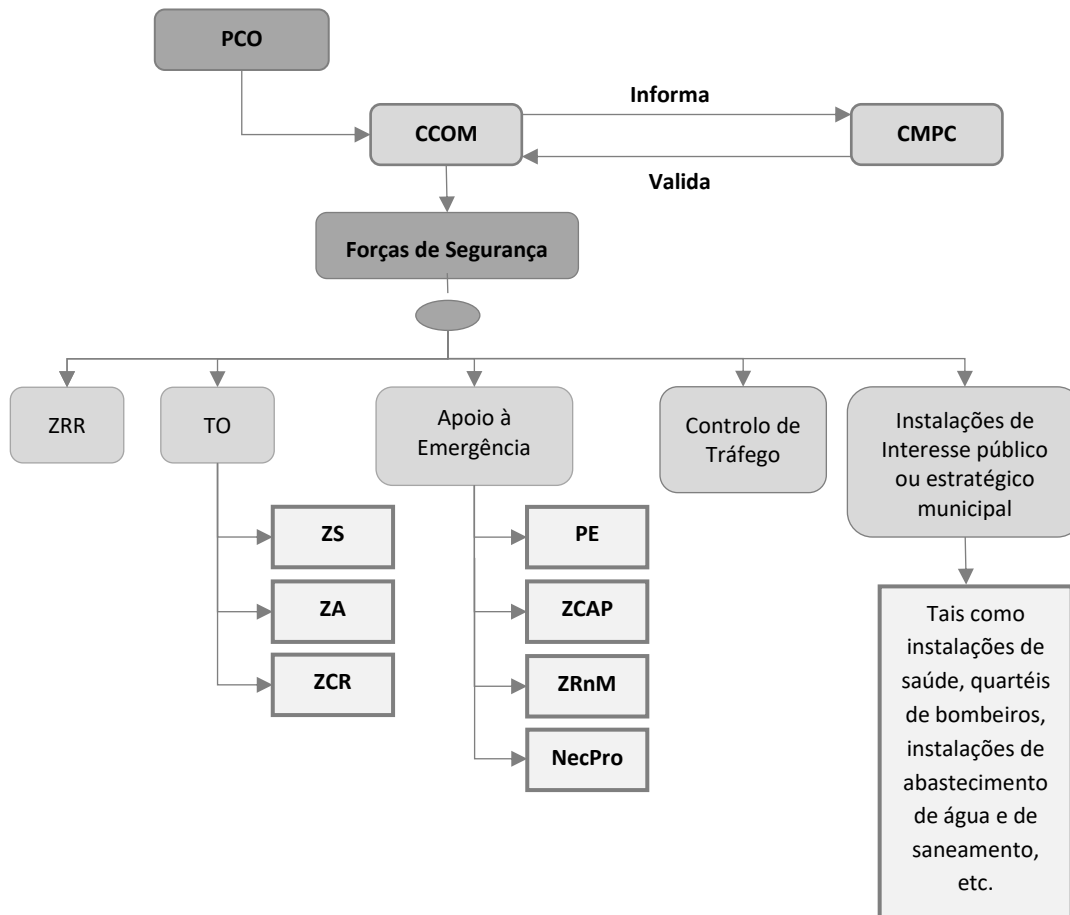 PCO
Informa
CCOM
CMPC
Valida
Forças de Segurança
ZRR
TO
Apoio à
Emergência
Controlo de
Tráfego
Instalações de
Interesse público
ou estratégico
municipal
ZS
ZA
ZCR
PE
ZCAP
ZRnM
NecPro
Tais como
instalações de
saúde, quartéis
de bombeiros,
instalações de
abastecimento
de água e de
saneamento,
etc.